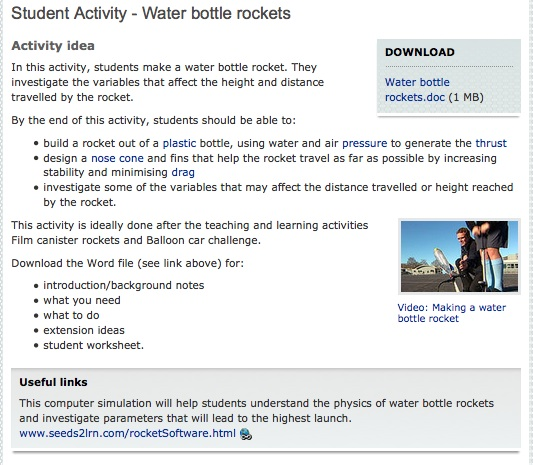 Student Activity - Water bottle rockets
Activity idea
In this activity, students make a water bottle rocket. They
investigate the variables that affect the height and distance
travelled by the rocket.
DOWNLOAD
Water bottle
rockets.doc (1 MB)
By the end of this activity, students should be able to:
• build a rocket out of a plastic bottle, using water and air pressure to generate the thrust
• design a nose cone and fins that help the rocket travel as far as possible by increasing
stability and minimising drag
• investigate some of the variables that may affect the distance travelled or height reached
by the rocket.
This activity is ideally done after the teaching and learning activities
Film canister rockets and Balloon car challenge.
Download the Word file (see link above) for:
• introduction/background notes
• what you need
• what to do
• extension ideas
• student worksheet.
Video: Making a water
bottle rocket
Useful links
This computer simulation will help students understand the physics of water bottle rockets
and investigate parameters that will lead to the highest launch.
www.seeds2lrn.com/rocketSoftware.html